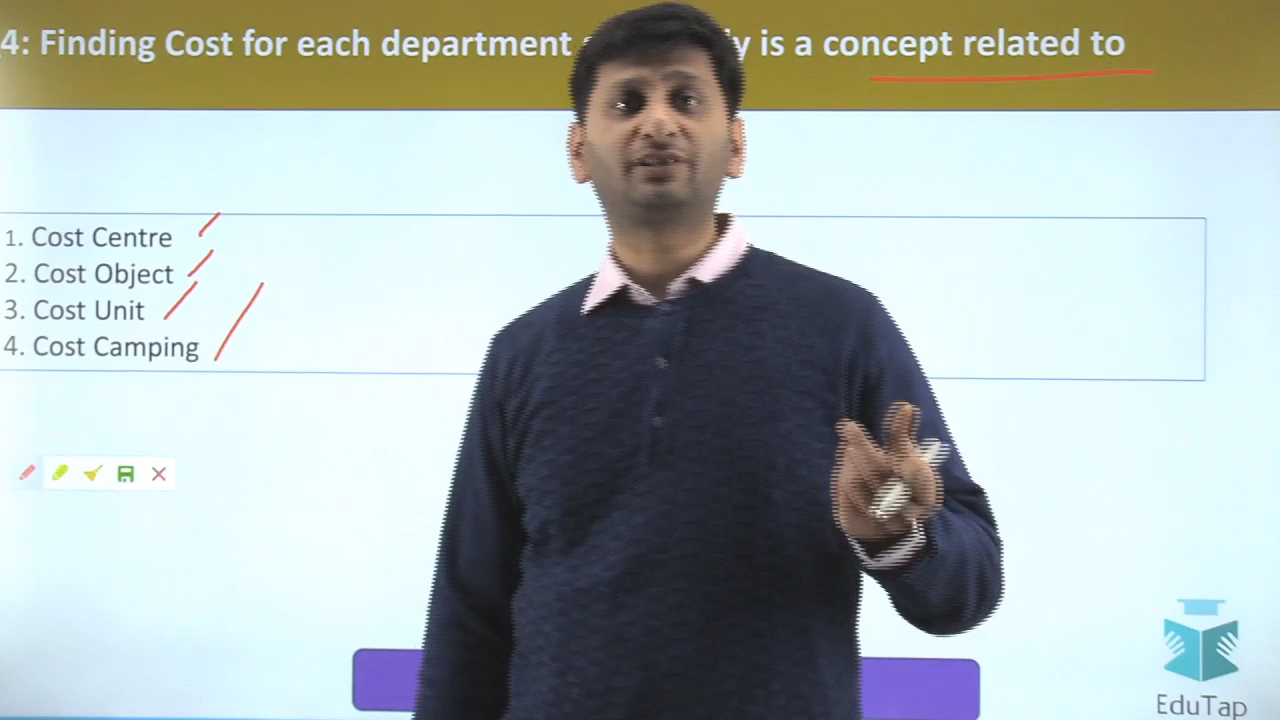 4: Finding Cost for each department y is a concept related to
1. Cost Centre
2. Cost Object
3. Cost Unit
4. Cost Camping
EduTap